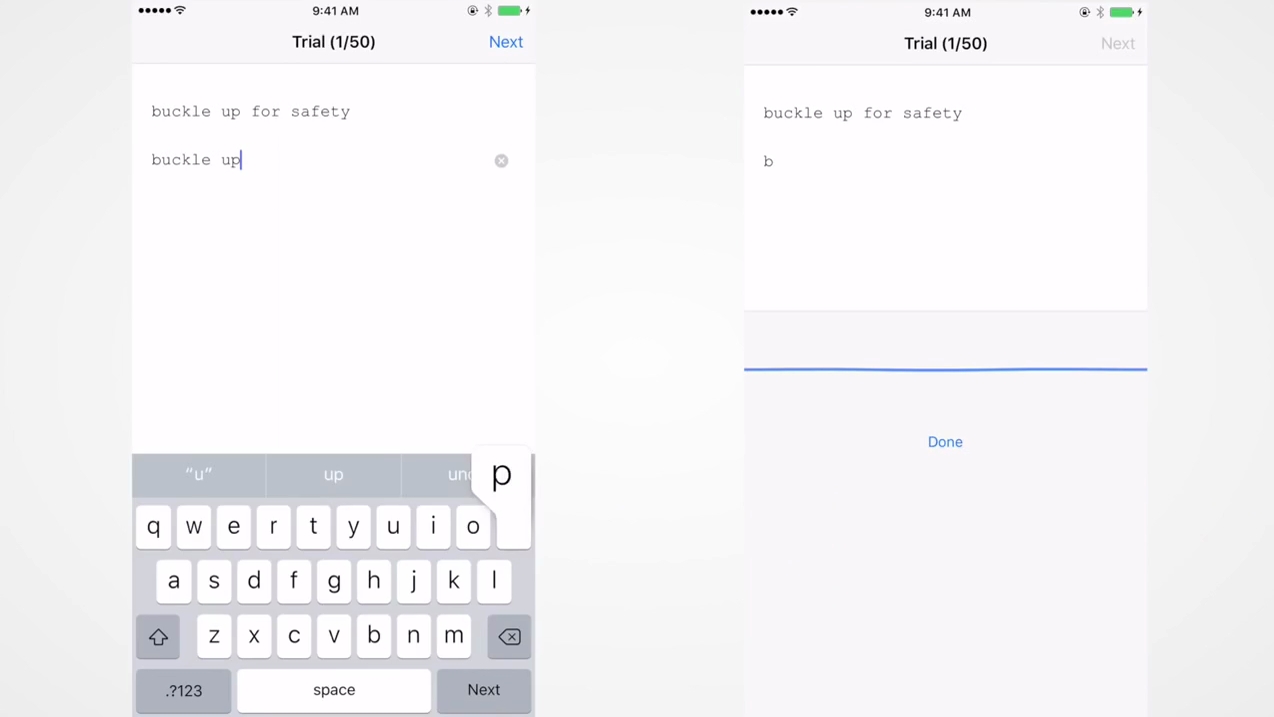 9:41 AM
Trial (1/50)
Next
buckle up for safety
buckle up
“u”
up
p
q w e r t y u i o
a s d f g h j k l
z x c v b n m
.?123
space
Next
9:41 AM
Trial (1/50)
Next
buckle up for safety
b
Done